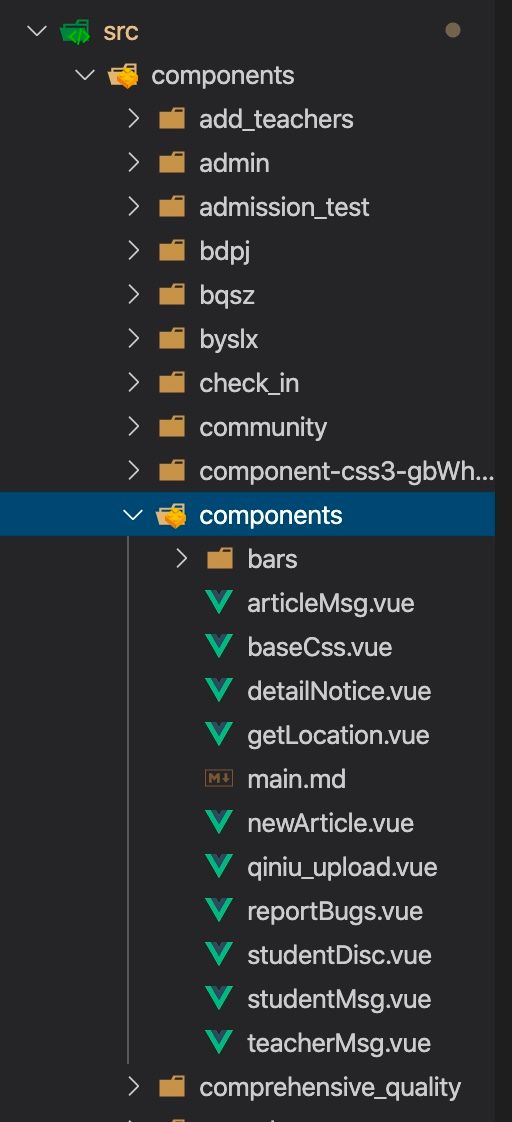 src
components
add_teachers
admin
admission_test
bdpj
bqsz
byslx
check_in
community
component-css3-gbWh...
components
bars
articleMsg.vue
baseCss.vue
detailNotice.vue
getLocation.vue
main.md
newArticle.vue
qiniu_upload.vue
reportBugs.vue
studentDisc.vue
studentMsg.vue
teacherMsg.vue
comprehensive_quality